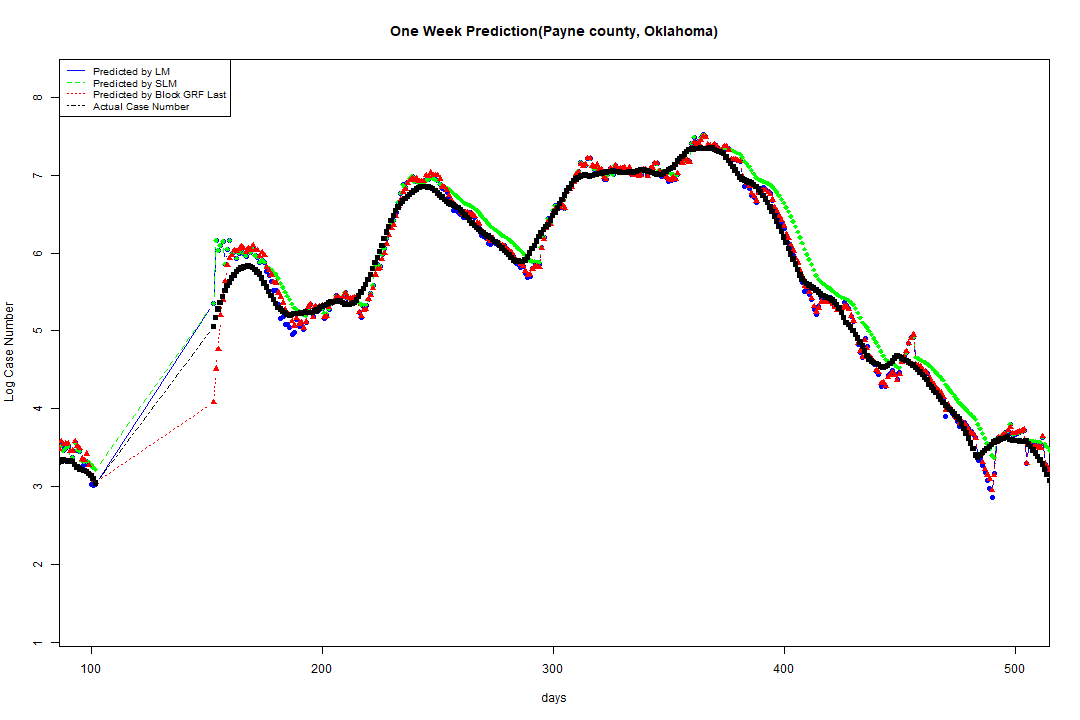 One Week Prediction(Payne county, Oklahoma)
Predicted by LM
Predicted by SLM
Predicted by Block GRF Last
Actual Case Number
8
7
6
5
4
3
2
1
Log Case Number
100 200 300 400 500
days